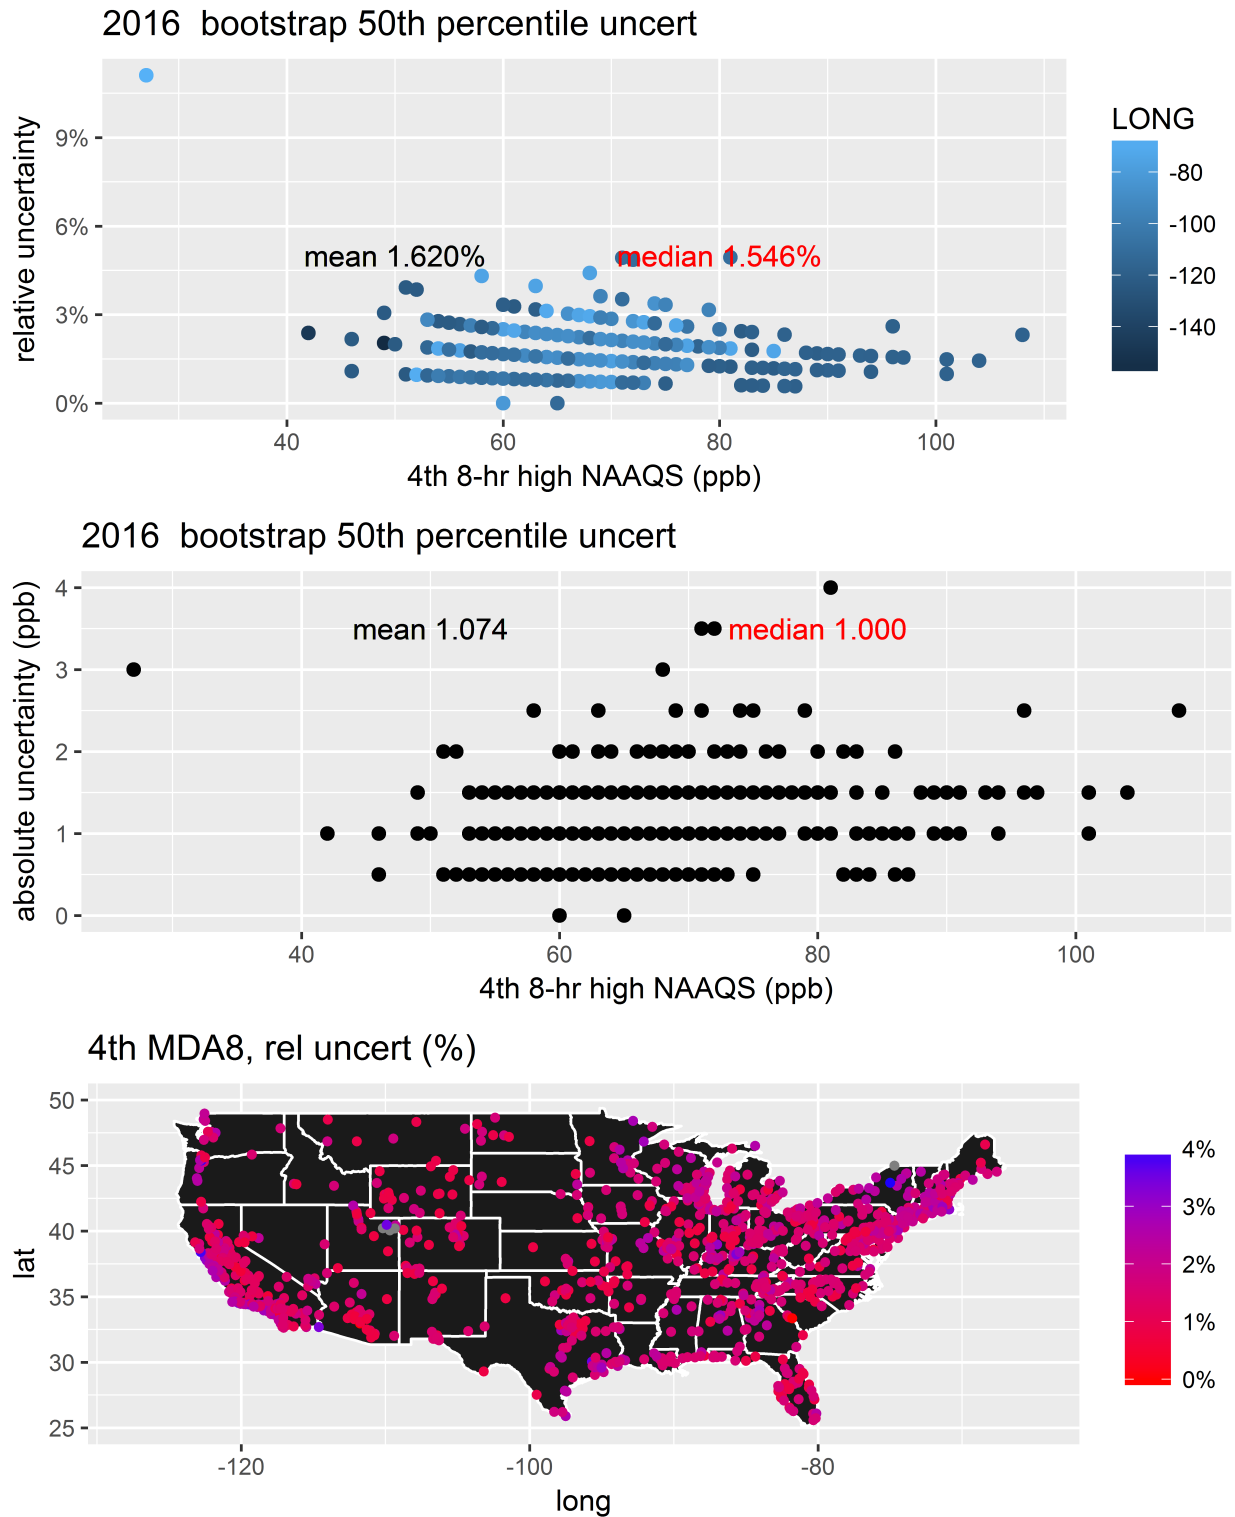 2016  bootstrap 50th percentile uncert
relative uncertainty
9%
6%
3%
0%
mean 1.620%
median 1.546%
40
60
80
100
4th 8-hr high NAAQS (ppb)
LONG
-80
-100
-120
-140
2016  bootstrap 50th percentile uncert
absolute uncertainty (ppb)
4
3
2
1
0
mean 1.074
median 1.000
40
60
80
100
4th 8-hr high NAAQS (ppb)
4th MDA8, rel uncert (%)
lat
50
45
40
35
30
25
-120
-100
-80
long
4%
3%
2%
1%
0%